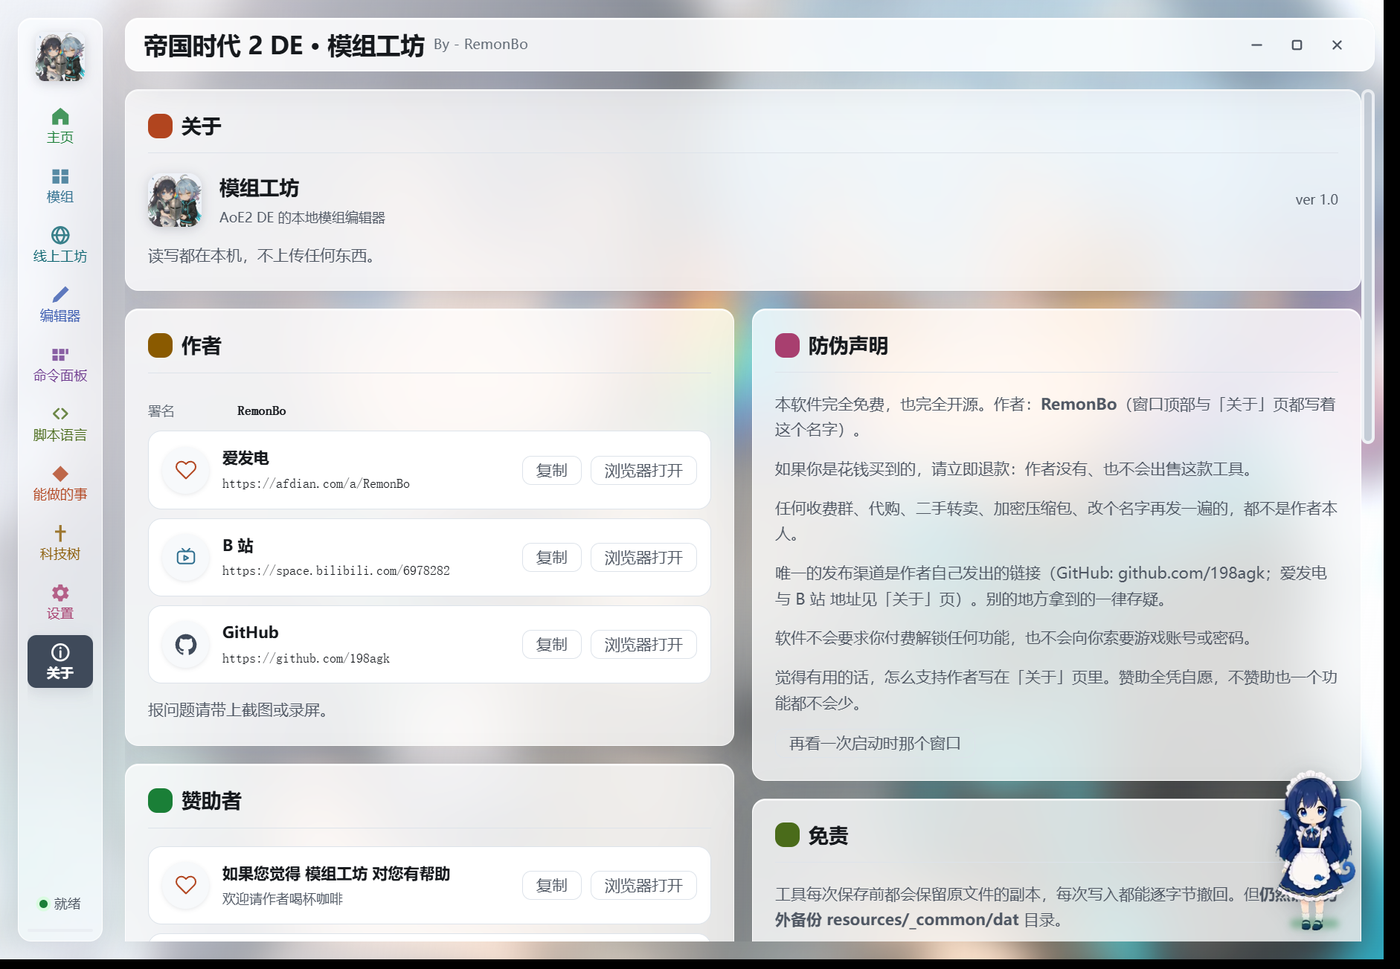 帝国时代 2 DE • 模组工坊 By - RemonBo
主页
模组
线上工坊
编辑器
命令面板
脚本语言
能做的事
科技树
设置
关于
就绪
关于
模组工坊
AoE2 DE 的本地模组编辑器
ver 1.0
读写都在本机，不上传任何东西。
作者
署名 RemonBo
爱发电
https://afdian.com/a/RemonBo
复制 浏览器打开
B 站
https://space.bilibili.com/6978282
复制 浏览器打开
GitHub
https://github.com/198agk
复制 浏览器打开
报问题请带上截图或录屏。
赞助者
如果您觉得 模组工坊 对您有帮助
欢迎请作者喝杯咖啡
复制 浏览器打开
防伪声明
本软件完全免费，也完全开源。作者：RemonBo（窗口顶部与「关于」页都写着
这个名字）。
如果你是花钱买到的，请立即退款：作者没有、也不会出售这款工具。
任何收费群、代购、二手转卖、加密压缩包、改个名字再发一遍的，都不是作者本
人。
唯一的发布渠道是作者自己发出的链接（GitHub: github.com/198agk；爱发电
与 B 站 地址见「关于」页）。别的地方拿到的一律存疑。
软件不会要求你付费解锁任何功能，也不会向你索要游戏账号或密码。
觉得有用的话，怎么支持作者写在「关于」页里。赞助全凭自愿，不赞助也一个功
能都不会少。
再看一次启动时那个窗口
免责
工具每次保存前都会保留原文件的副本，每次写入都能逐字节撤回。但仍然
外备份 resources/_common/dat 目录。